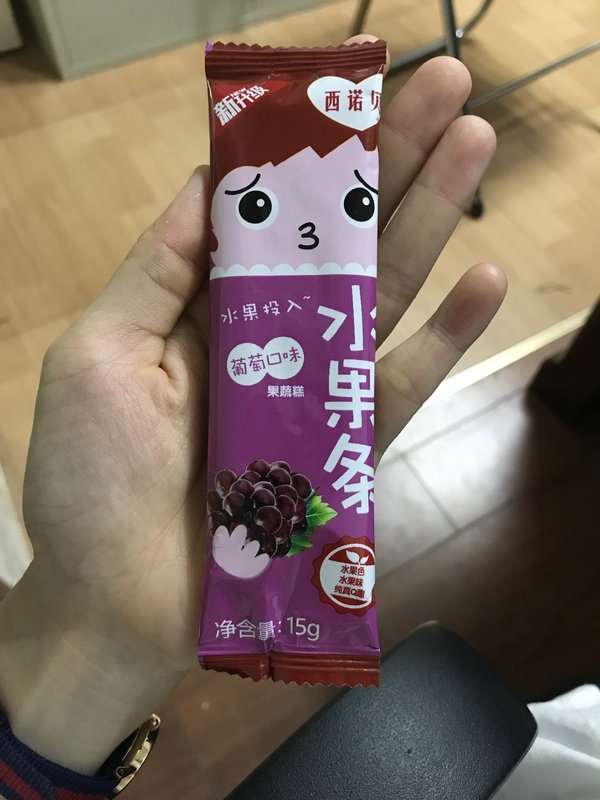 新升级
西诺贝
水果投入~
水果条
葡萄口味
果蔬糕
水果色
水果味
纯真Q趣
净含量:15g